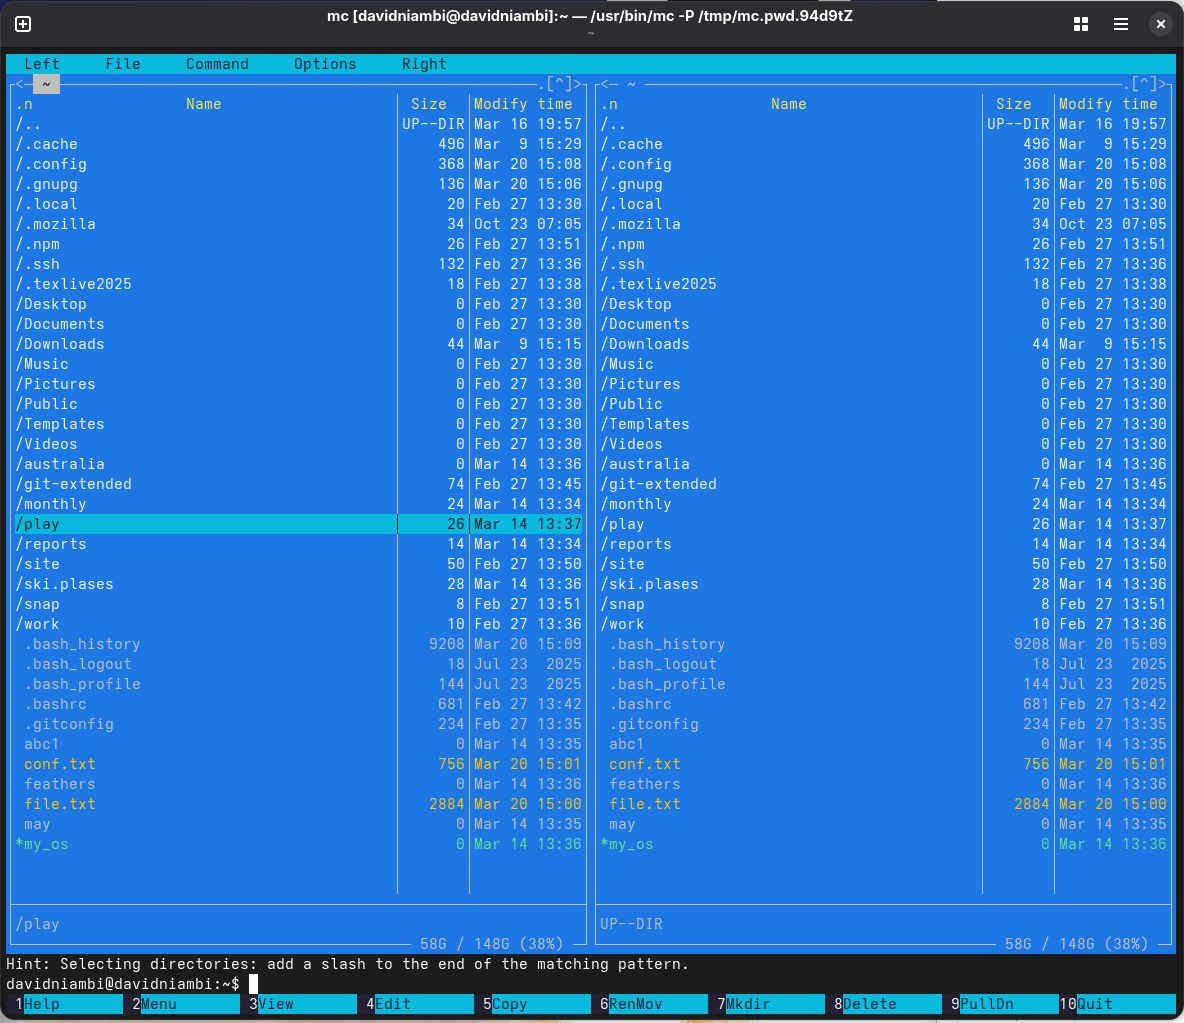 mc [davidniambi@davidniambi]:~ — /usr/bin/mc -P /tmp/mc.pwd.94d9tZ
~
Left File Command Options Right
<─ ~ .[^]> <─ ~ .[^]>
.n Name Size Modify time .n Name Size Modify time
/.. UP--DIR Mar 16 19:57 /.. UP--DIR Mar 16 19:57
/.cache 496 Mar 9 15:29 /.cache 496 Mar 9 15:29
/.config 368 Mar 20 15:08 /.config 368 Mar 20 15:08
/.gnupg 136 Mar 20 15:06 /.gnupg 136 Mar 20 15:06
/.local 20 Feb 27 13:30 /.local 20 Feb 27 13:30
/.mozilla 34 Oct 23 07:05 /.mozilla 34 Oct 23 07:05
/.npm 26 Feb 27 13:51 /.npm 26 Feb 27 13:51
/.ssh 132 Feb 27 13:36 /.ssh 132 Feb 27 13:36
/.texlive2025 18 Feb 27 13:38 /.texlive2025 18 Feb 27 13:38
/Desktop 0 Feb 27 13:30 /Desktop 0 Feb 27 13:30
/Documents 0 Feb 27 13:30 /Documents 0 Feb 27 13:30
/Downloads 44 Mar 9 15:15 /Downloads 44 Mar 9 15:15
/Music 0 Feb 27 13:30 /Music 0 Feb 27 13:30
/Pictures 0 Feb 27 13:30 /Pictures 0 Feb 27 13:30
/Public 0 Feb 27 13:30 /Public 0 Feb 27 13:30
/Templates 0 Feb 27 13:30 /Templates 0 Feb 27 13:30
/Videos 0 Feb 27 13:30 /Videos 0 Feb 27 13:30
/australia 0 Mar 14 13:36 /australia 0 Mar 14 13:36
/git-extended 74 Feb 27 13:45 /git-extended 74 Feb 27 13:45
/monthly 24 Mar 14 13:34 /monthly 24 Mar 14 13:34
/play 26 Mar 14 13:37 /play 26 Mar 14 13:37
/reports 14 Mar 14 13:34 /reports 14 Mar 14 13:34
/site 50 Feb 27 13:50 /site 50 Feb 27 13:50
/ski.plases 28 Mar 14 13:36 /ski.plases 28 Mar 14 13:36
/snap 8 Feb 27 13:51 /snap 8 Feb 27 13:51
/work 10 Feb 27 13:36 /work 10 Feb 27 13:36
.bash_history 9208 Mar 20 15:09 .bash_history 9208 Mar 20 15:09
.bash_logout 18 Jul 23 2025 .bash_logout 18 Jul 23 2025
.bash_profile 144 Jul 23 2025 .bash_profile 144 Jul 23 2025
.bashrc 681 Feb 27 13:42 .bashrc 681 Feb 27 13:42
.gitconfig 234 Feb 27 13:35 .gitconfig 234 Feb 27 13:35
abc1 0 Mar 14 13:35 abc1 0 Mar 14 13:35
conf.txt 756 Mar 20 15:01 conf.txt 756 Mar 20 15:01
feathers 0 Mar 14 13:36 feathers 0 Mar 14 13:36
file.txt 2884 Mar 20 15:00 file.txt 2884 Mar 20 15:00
may 0 Mar 14 13:35 may 0 Mar 14 13:35
*my_os 0 Mar 14 13:36 *my_os 0 Mar 14 13:36
/play UP--DIR
58G / 148G (38%) 58G / 148G (38%)
Hint: Selecting directories: add a slash to the end of the matching pattern.
davidniambi@davidniambi:~$
1Help 2Menu 3View 4Edit 5Copy 6RenMov 7Mkdir 8Delete 9PullDn 10Quit